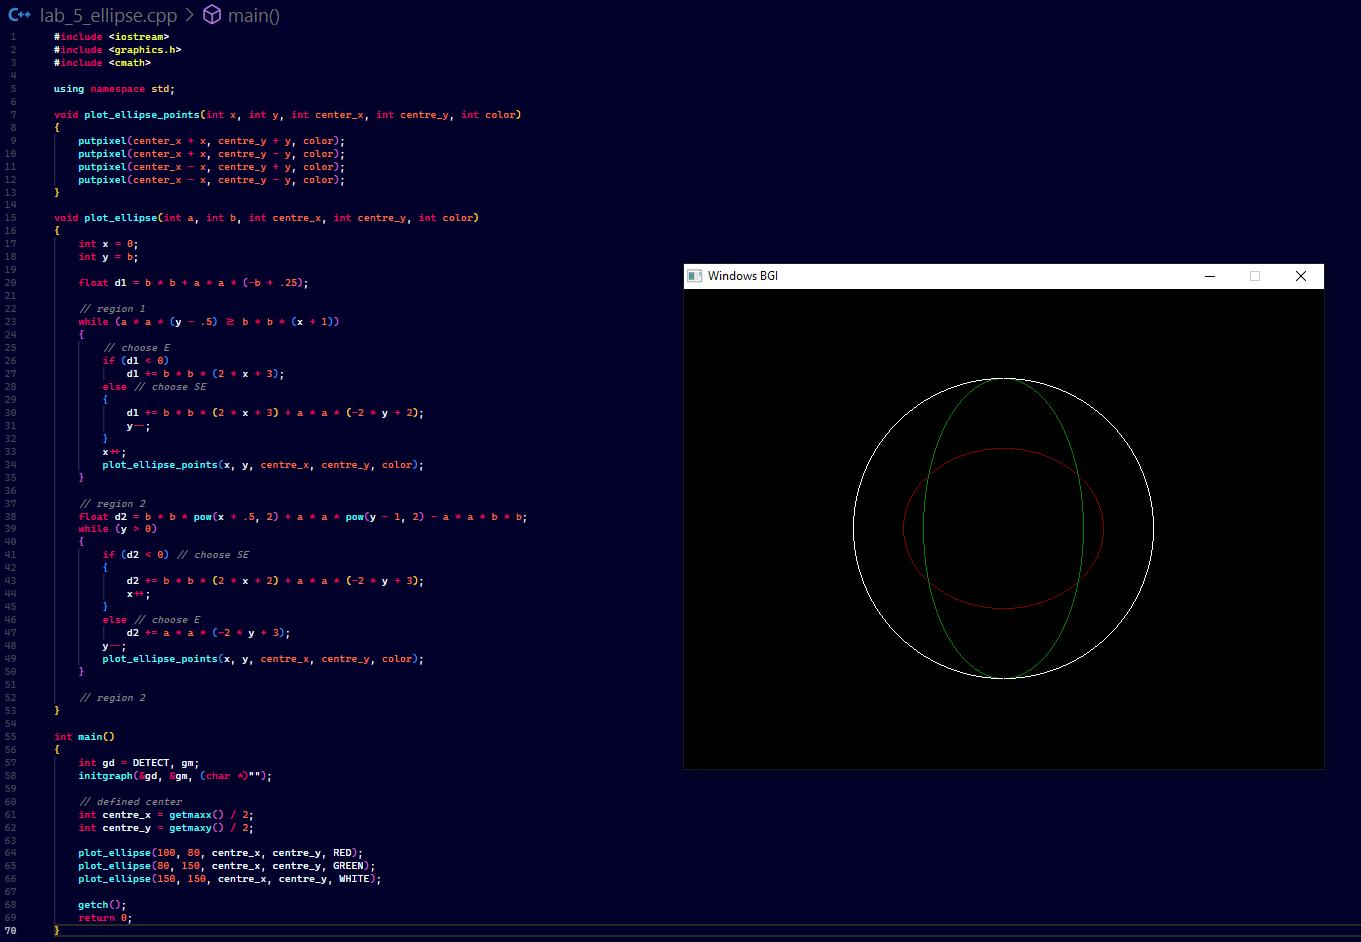 lab_5_ellipse.cpp > main()
1 #include <iostream>
2 #include <graphics.h>
3 #include <cmath>
4
5 using namespace std;
6
7 void plot_ellipse_points(int x, int y, int center_x, int centre_y, int color)
8 {
9 putpixel(center_x + x, centre_y + y, color);
10 putpixel(center_x + x, centre_y - y, color);
11 putpixel(center_x - x, centre_y + y, color);
12 putpixel(center_x - x, centre_y - y, color);
13 }
14
15 void plot_ellipse(int a, int b, int centre_x, int centre_y, int color)
16 {
17 int x = 0;
18 int y = b;
19
20 float d1 = b * b + a * a * (-b + .25);
21
22 // region 1
23 while (a * a * (y - .5) ≥ b * b * (x + 1))
24 {
25 // choose E
26 if (d1 < 0)
27 d1 += b * b * (2 * x + 3);
28 else // choose SE
29 {
30 d1 += b * b * (2 * x + 3) + a * a * (-2 * y + 2);
31 y--;
32 }
33 x++;
34 plot_ellipse_points(x, y, centre_x, centre_y, color);
35 }
36
37 // region 2
38 float d2 = b * b * pow(x + .5, 2) + a * a * pow(y - 1, 2) - a * a * b * b;
39 while (y > 0)
40 {
41 if (d2 < 0) // choose SE
42 {
43 d2 += b * b * (2 * x + 2) + a * a * (-2 * y + 3);
44 x++;
45 }
46 else // choose E
47 d2 += a * a * (-2 * y + 3);
48 y--;
49 plot_ellipse_points(x, y, centre_x, centre_y, color);
50 }
51
52 // region 2
53 }
54
55 int main()
56 {
57 int gd = DETECT, gm;
58 initgraph(&gd, &gm, (char *)"");
59
60 // defined center
61 int centre_x = getmaxx() / 2;
62 int centre_y = getmaxy() / 2;
63
64 plot_ellipse(100, 80, centre_x, centre_y, RED);
65 plot_ellipse(80, 150, centre_x, centre_y, GREEN);
66 plot_ellipse(150, 150, centre_x, centre_y, WHITE);
67
68 getch();
69 return 0;
70 }
Windows BGI